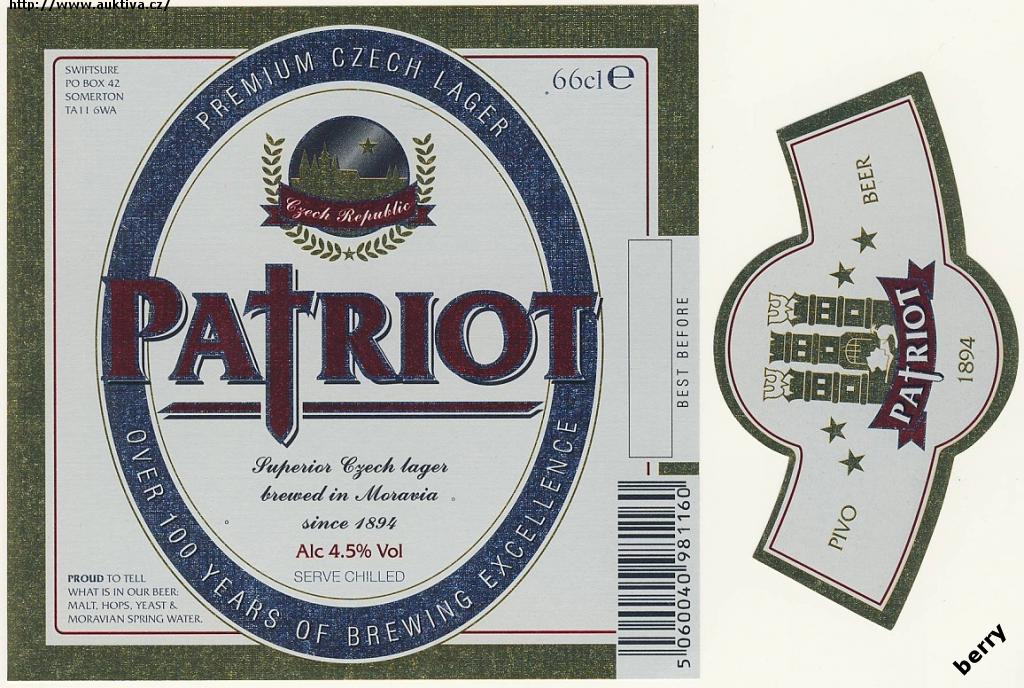 http://www.auktiva.cz/
SWIFTSURE
PO BOX 42
SOMERTON
TA11 6WA
.66cl e
PREMIUM CZECH LAGER
Czech Republic
PATRIOT
Superior Czech lager
brewed in Moravia
since 1894
Alc 4.5% Vol
SERVE CHILLED
OVER 100 YEARS OF BREWING EXCELLENCE
PROUD TO TELL
WHAT IS IN OUR BEER:
MALT, HOPS, YEAST &
MORAVIAN SPRING WATER.
BEST BEFORE
5 060040 981160
PIVO
BEER
PATRIOT
1894
berry